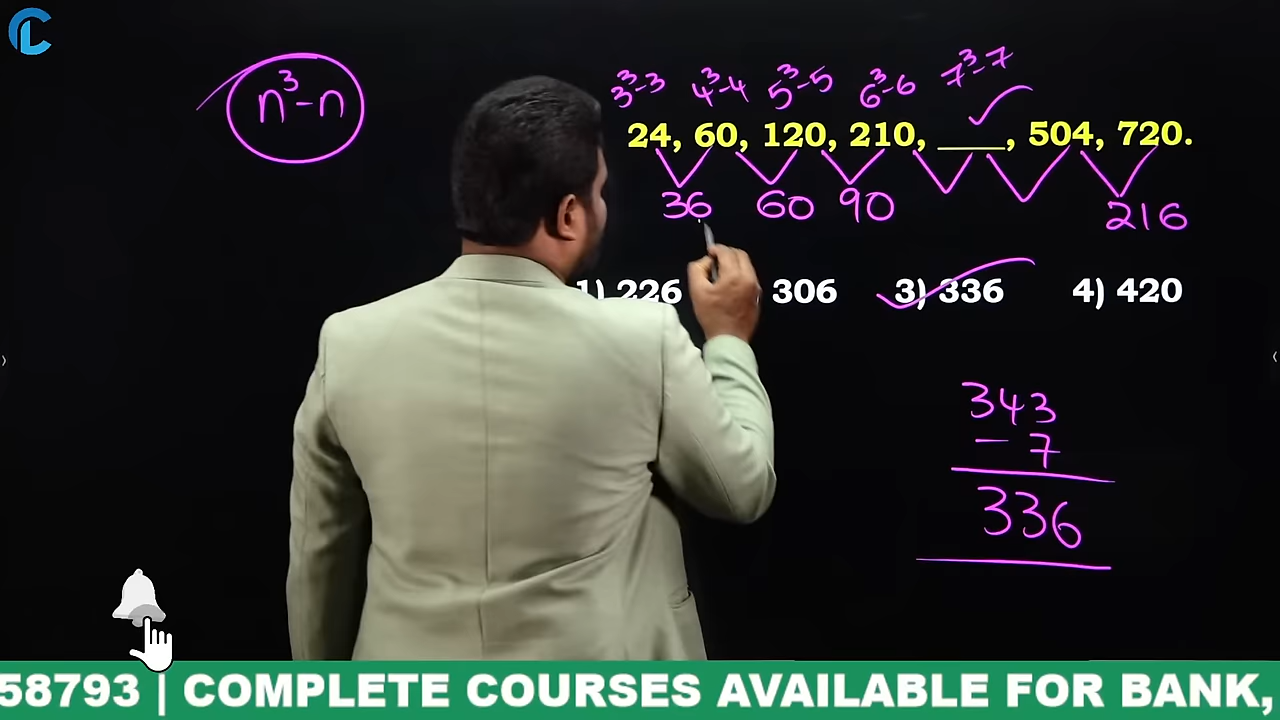 n³-n
3³-3 4³-4 5³-5 6³-6 7³-7
24, 60, 120, 210, ____, 504, 720.
36 60 90 216
1) 226 306 3) 336 4) 420
343
- 7
336
58793 | COMPLETE COURSES AVAILABLE FOR BANK,